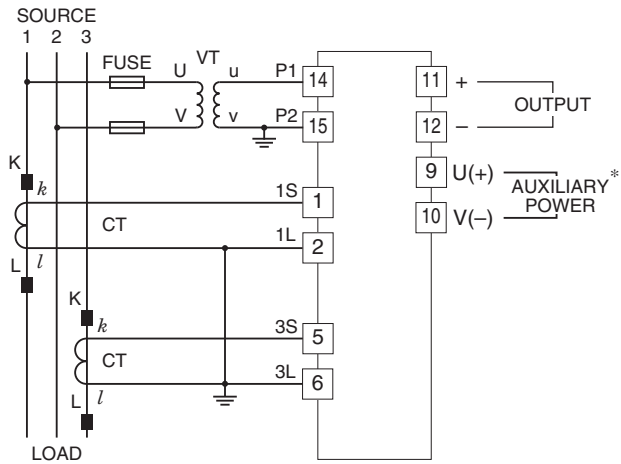 SOURCE
1 2 3
FUSE
VT
U u P1 14
V v P2 15
11 +
12 –
OUTPUT
9 U(+)
10 V(–)
AUXILIARY*
POWER
K
k
1S 1
CT
1L 2
L l
K
k
3S 5
CT
3L 6
L l
LOAD